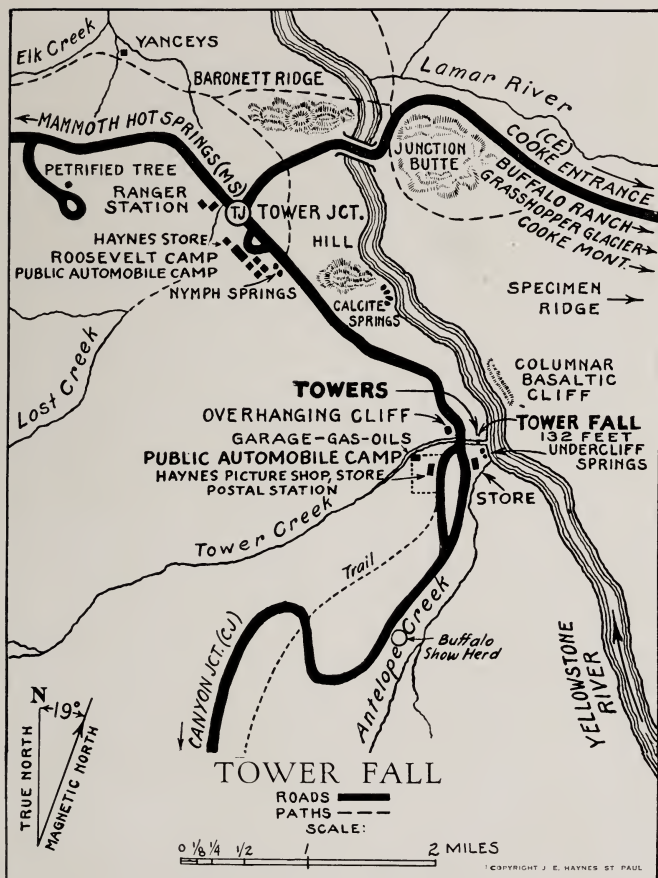 Elk Creek
YANCEYS
BARONETT RIDGE
Lamar River
← MAMMOTH HOT SPRINGS (MS)
(CE)
COOKE ENTRANCE
BUFFALO RANCH
GRASSHOPPER GLACIER
COOKE MONT.
JUNCTION
BUTTE
PETRIFIED TREE
RANGER
STATION
TJ
TOWER JCT.
HAYNES STORE
ROOSEVELT CAMP
PUBLIC AUTOMOBILE CAMP
NYMPH SPRINGS
HILL
CALCITE
SPRINGS
SPECIMEN
RIDGE
Lost Creek
COLUMNAR
BASALTIC
CLIFF
TOWERS
OVERHANGING CLIFF
TOWER FALL
132 FEET
UNDERCLIFF
SPRINGS
GARAGE-GAS-OILS
PUBLIC AUTOMOBILE CAMP
HAYNES PICTURE SHOP, STORE
POSTAL STATION
STORE
Tower Creek
Trail
Antelope Creek
Buffalo
Show Herd
CANYON JCT. (CJ)
YELLOWSTONE
RIVER
N
19°
TRUE NORTH
MAGNETIC NORTH
TOWER FALL
ROADS
PATHS
SCALE:
0 1/8 1/4 1/2 1 2 MILES
COPYRIGHT J. E. HAYNES ST PAUL